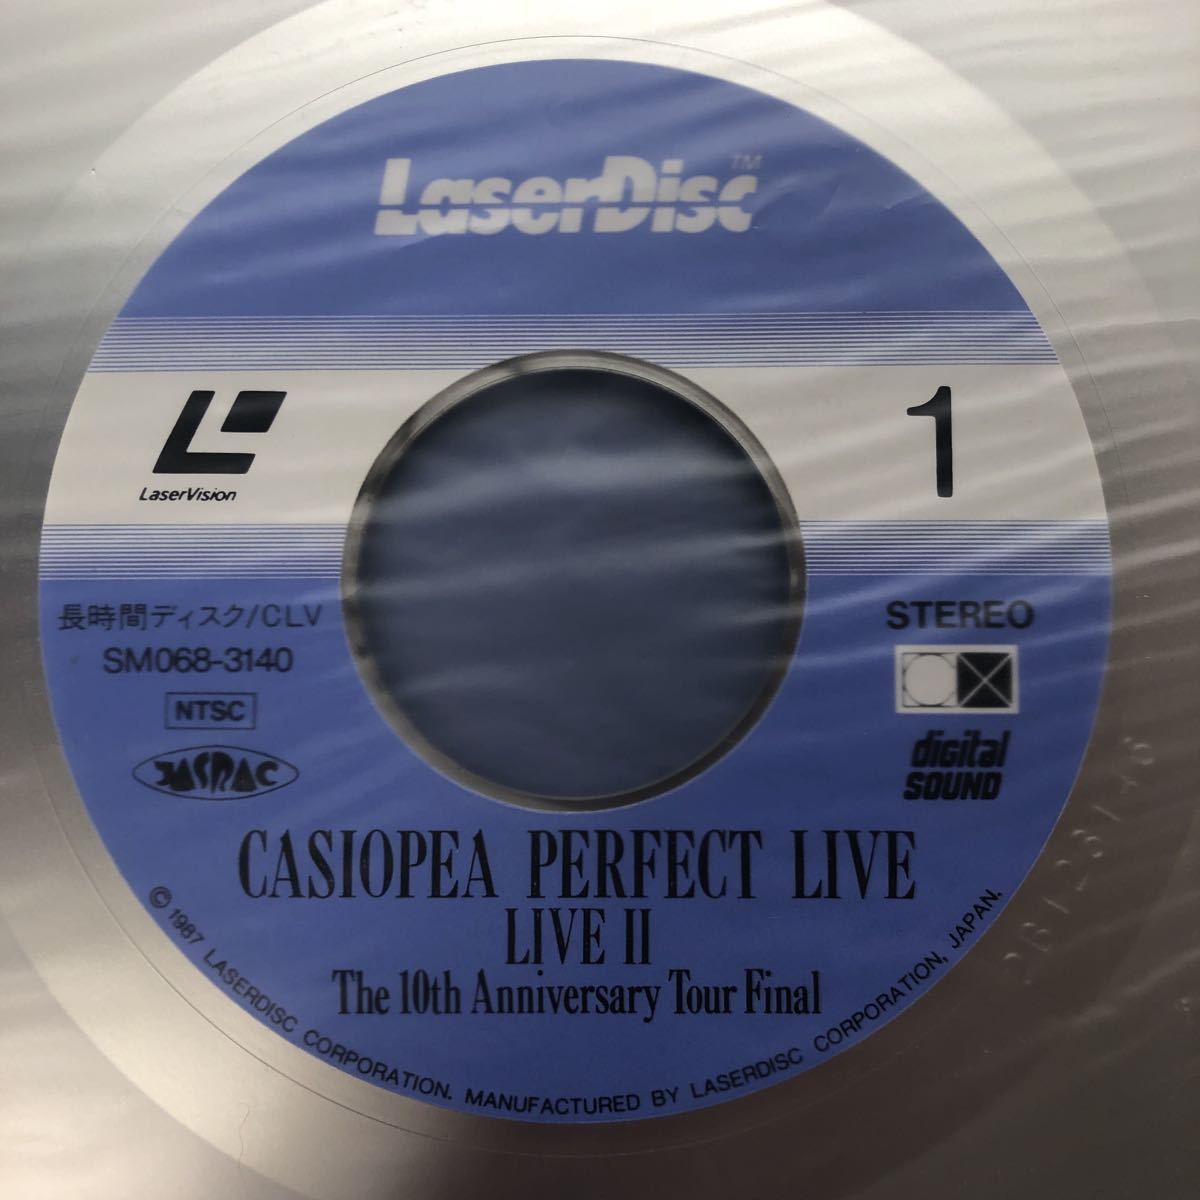 LaserDisc™
LaserVision
1
長時間ディスク/CLV
SM068-3140
NTSC
JASRAC
STEREO
digital
SOUND
CASIOPEA PERFECT LIVE
LIVE II
The 10th Anniversary Tour Final
© 1987 LASERDISC CORPORATION. MANUFACTURED BY LASERDISC CORPORATION, JAPAN.